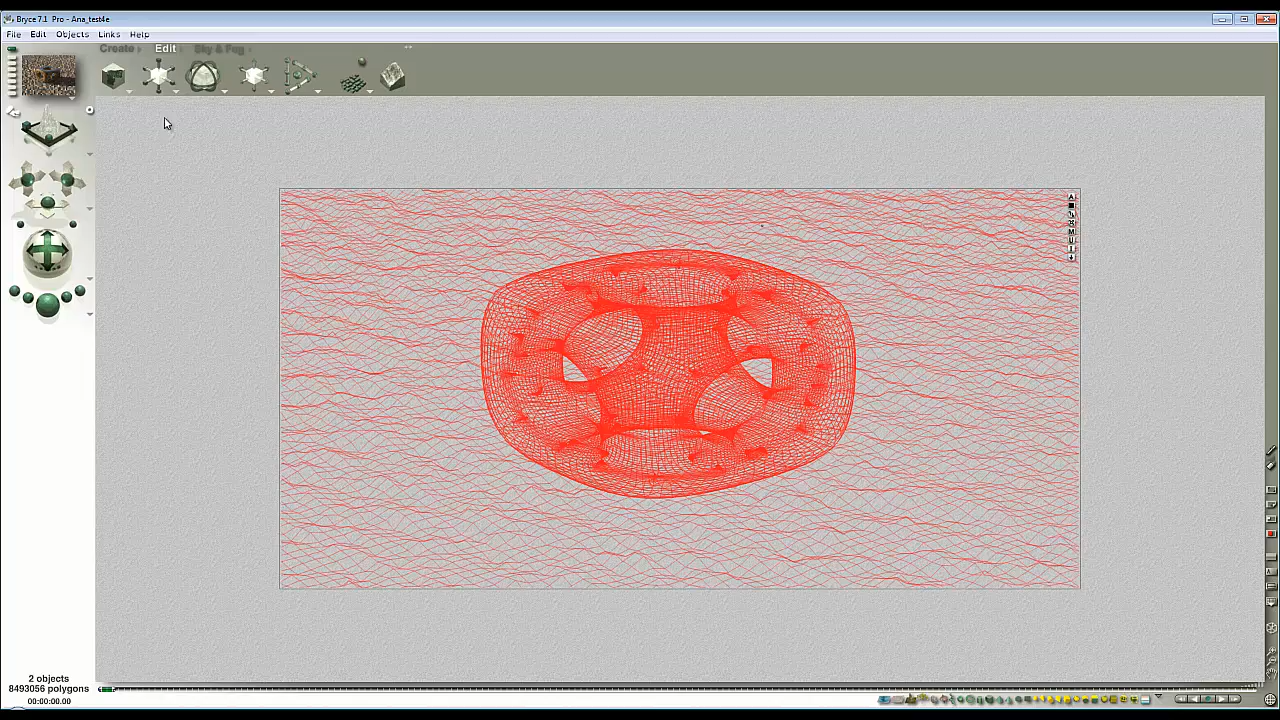 Bryce 7.1 Pro - Ana_test4e
File Edit Objects Links Help
Create Edit Sky & Fog
A
M
U
2 objects
8493056 polygons
00:00:00.00